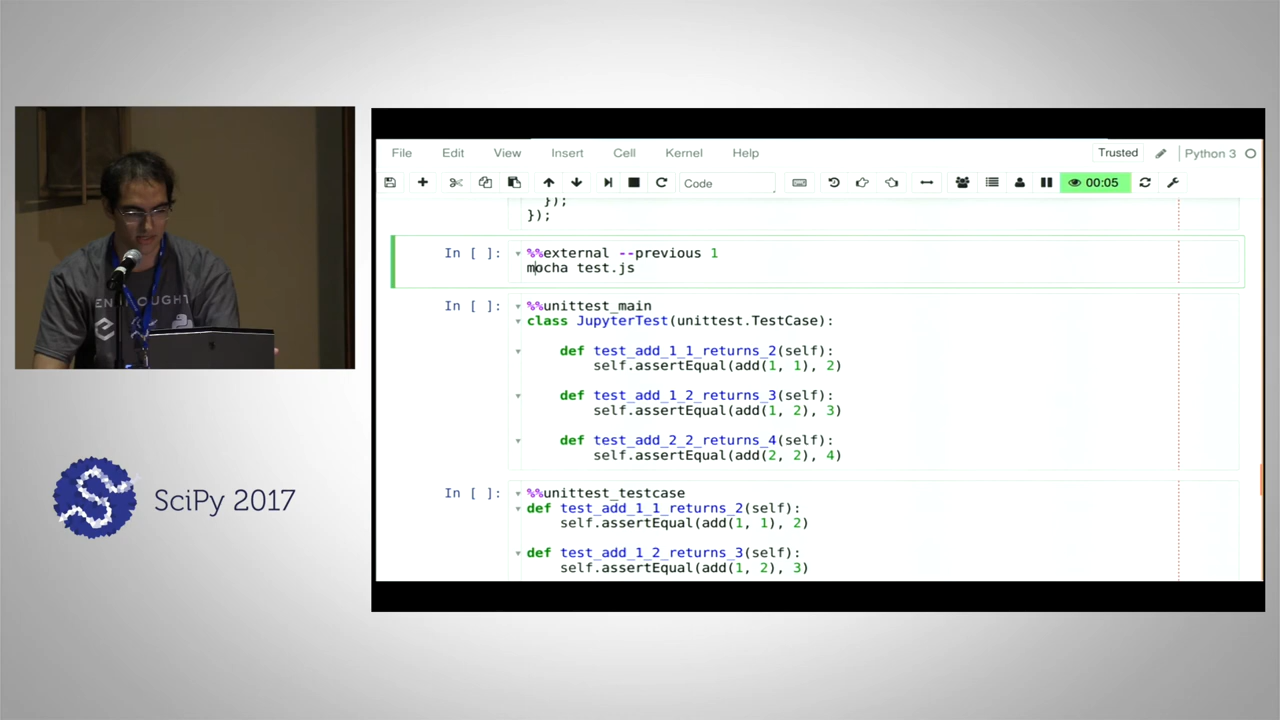 File Edit View Insert Cell Kernel Help Trusted Python 3
Code 00:05
});
});
In [ ]: %%external --previous 1
mocha test.js
In [ ]: %%unittest_main
class JupyterTest(unittest.TestCase):
def test_add_1_1_returns_2(self):
self.assertEqual(add(1, 1), 2)
def test_add_1_2_returns_3(self):
self.assertEqual(add(1, 2), 3)
def test_add_2_2_returns_4(self):
self.assertEqual(add(2, 2), 4)
In [ ]: %%unittest_testcase
def test_add_1_1_returns_2(self):
self.assertEqual(add(1, 1), 2)
def test_add_1_2_returns_3(self):
self.assertEqual(add(1, 2), 3)
ENTHOUGHT
SciPy 2017